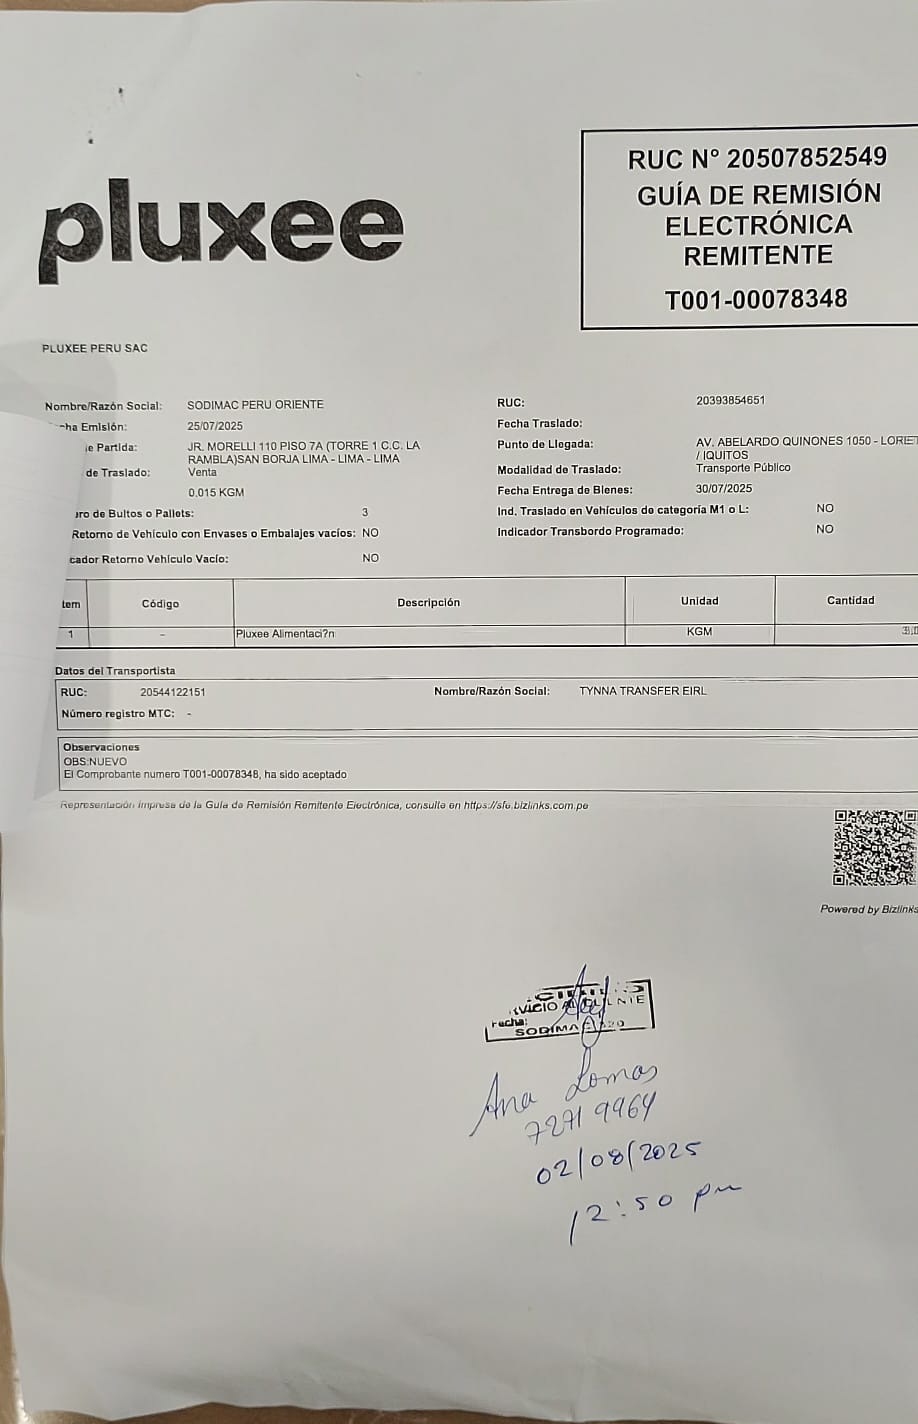 pluxee
RUC N° 20507852549
GUÍA DE REMISIÓN
ELECTRÓNICA
REMITENTE
T001-00078348
PLUXEE PERU SAC
Nombre/Razón Social: SODIMAC PERU ORIENTE
RUC: 20393854651
Emisión: 25/07/2025
Fecha Traslado:
Partida: JR. MORELLI 110 PISO 7A (TORRE 1 C.C. LA
RAMBLA)SAN BORJA LIMA - LIMA - LIMA
Punto de Llegada: AV. ABELARDO QUINONES 1050 -
/ IQUITOS
de Traslado: Venta
Modalidad de Traslado: Transporte Público
0.015 KGM
Fecha Entrega de Bienes: 30/07/2025
de Bultos o Pallets: 3
Ind. Traslado en Vehículos de categoría M1 o L: NO
Retorno de Vehículo con Envases o Embalajes vacíos: NO
Indicador Transbordo Programado: NO
Retorno Vehículo Vacío: NO
Código Descripción Unidad Cantidad
1 - Pluxee Alimentaci?n KGM
Datos del Transportista
RUC: 20544122151 Nombre/Razón Social: TYNNA TRANSFER EIRL
Número registro MTC: -
Observaciones
OBS:NUEVO
El Comprobante numero T001-00078348, ha sido aceptado
Representación impresa de la Guía de Remisión Remitente Electrónica, consulte en https://sfe.bizlinks.com.pe
Powered by Bizlinks
Fecha:
Ana Lomas
7271 9964
02/08/2025
12:50 pm